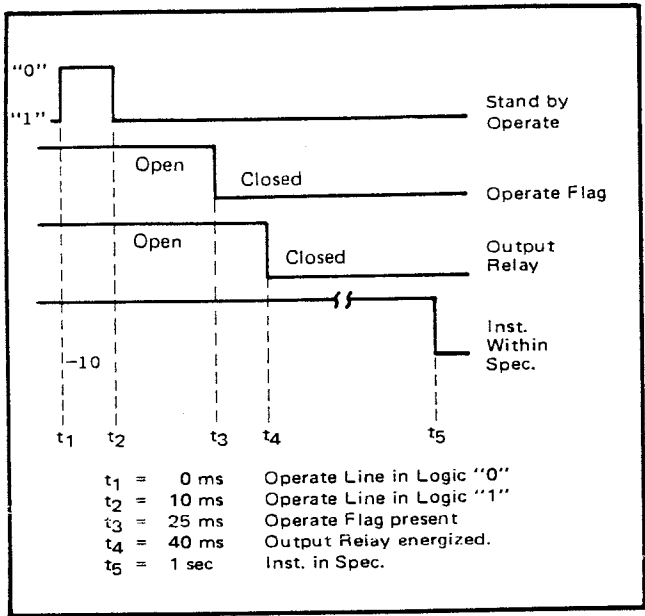 "0"
"1"
Stand by
Operate
Open
Closed
Operate Flag
Open
Closed
Output
Relay
Inst.
Within
Spec.
-10
t1 t2 t3 t4 t5
t1 = 0 ms Operate Line in Logic "0"
t2 = 10 ms Operate Line in Logic "1"
t3 = 25 ms Operate Flag present
t4 = 40 ms Output Relay energized.
t5 = 1 sec Inst. in Spec.